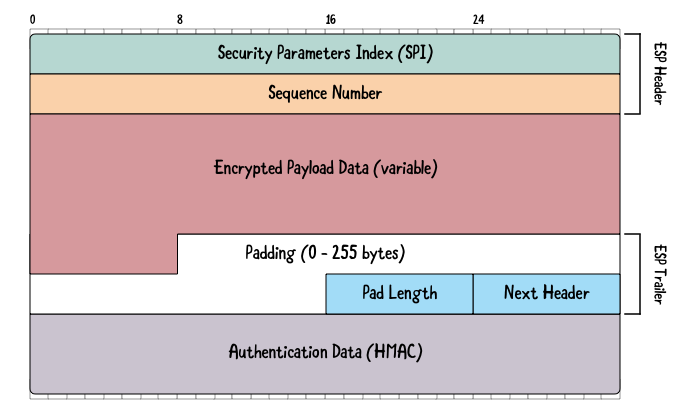 0 8 16 24
Security Parameters Index (SPI)
Sequence Number
ESP Header
Encrypted Payload Data (variable)
Padding (0 - 255 bytes)
Pad Length
Next Header
ESP Trailer
Authentication Data (HMAC)